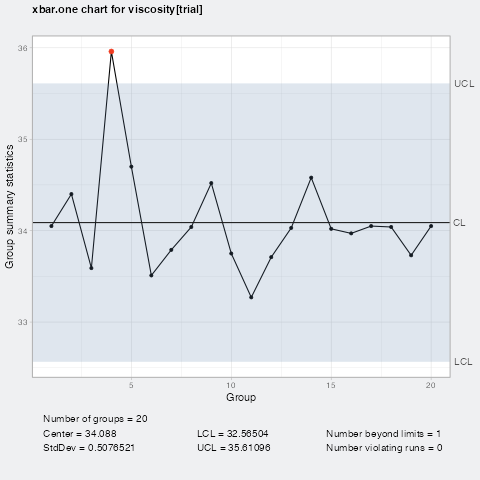 xbar.one chart for viscosity[trial]
36
UCL
35
Group summary statistics
34
CL
33
LCL
5
10
15
20
Group
Number of groups = 20
Center = 34.088
LCL = 32.56504
Number beyond limits = 1
StdDev = 0.5076521
UCL = 35.61096
Number violating runs = 0